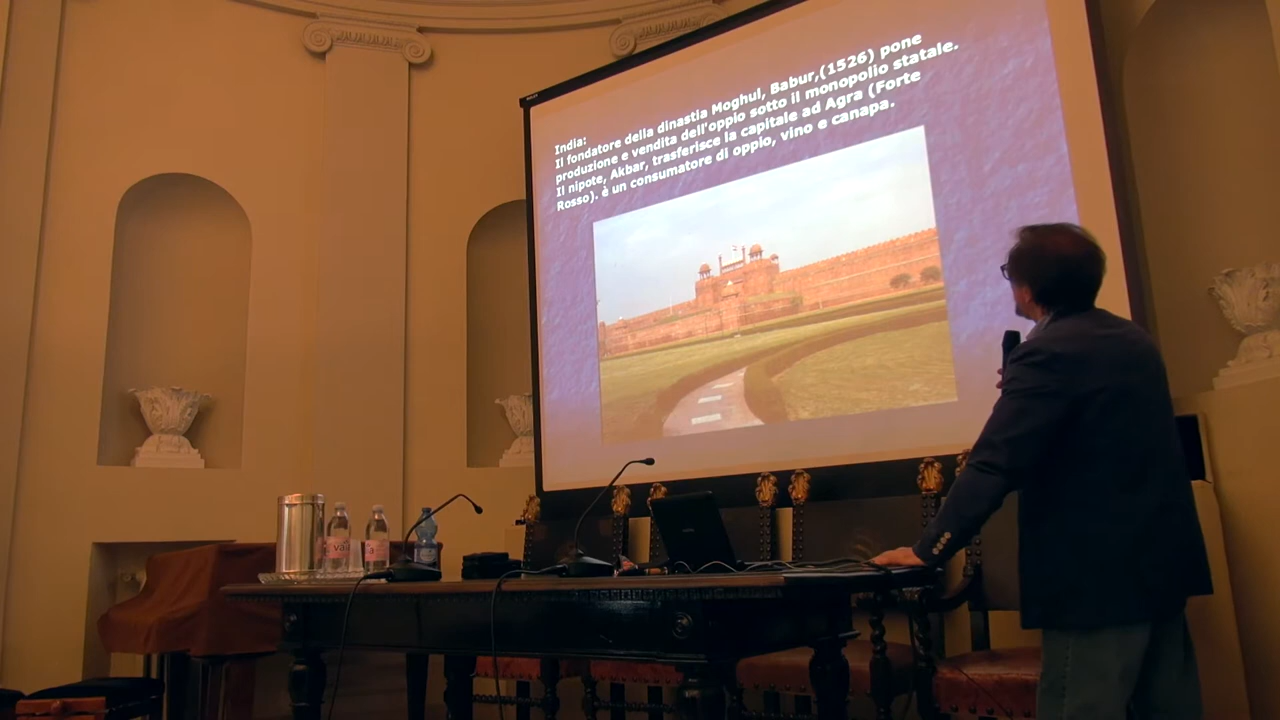 India:
Il fondatore della dinastia Moghul, Babur,(1526) pone
produzione e vendita dell'oppio sotto il monopolio statale.
Il nipote, Akbar, trasferisce la capitale ad Agra (Forte
Rosso). è un consumatore di oppio, vino e canapa.